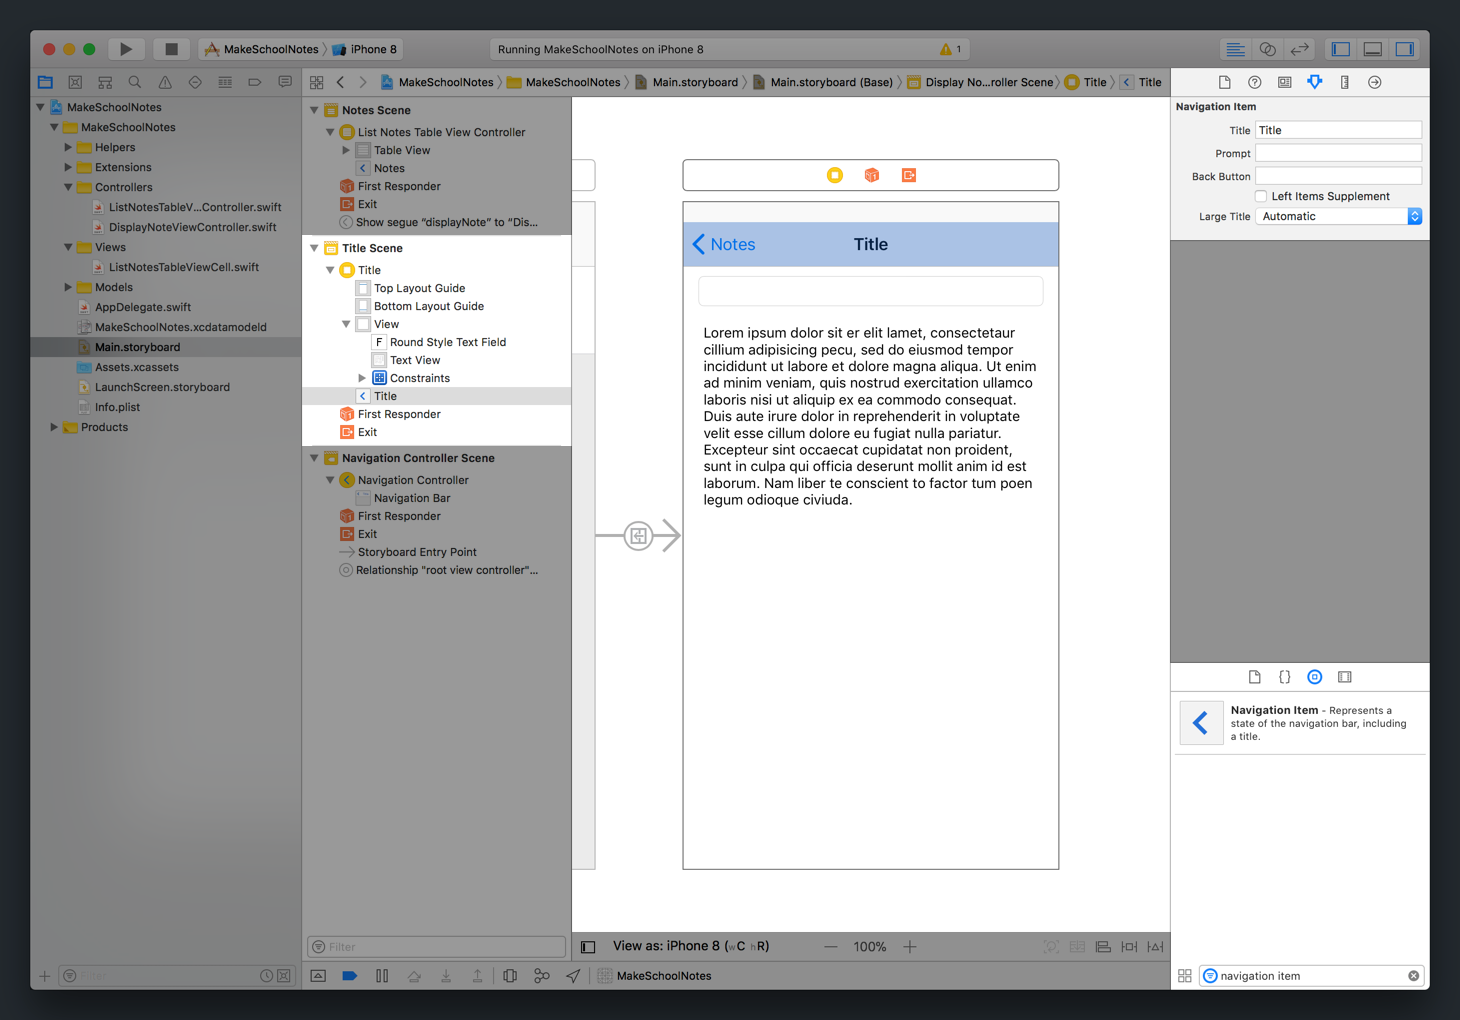 MakeSchoolNotes 〉 iPhone 8
Running MakeSchoolNotes on iPhone 8
1
MakeSchoolNotes 〉 MakeSchoolNotes 〉 Main.storyboard 〉 Main.storyboard (Base) 〉 Display No...roller Scene 〉 Title 〉 Title
MakeSchoolNotes
MakeSchoolNotes
Helpers
Extensions
Controllers
ListNotesTableV...Controller.swift
DisplayNoteViewController.swift
Views
ListNotesTableViewCell.swift
Models
AppDelegate.swift
MakeSchoolNotes.xcdatamodeld
Main.storyboard
Assets.xcassets
LaunchScreen.storyboard
Info.plist
Products
Filter
Notes Scene
List Notes Table View Controller
Table View
Notes
First Responder
Exit
Show segue “displayNote” to “Dis...
Title Scene
Title
Top Layout Guide
Bottom Layout Guide
View
F Round Style Text Field
Text View
Constraints
Title
First Responder
Exit
Navigation Controller Scene
Navigation Controller
Navigation Bar
First Responder
Exit
Storyboard Entry Point
Relationship "root view controller"...
Filter
Notes
Title
Lorem ipsum dolor sit er elit lamet, consectetaur
cillium adipisicing pecu, sed do eiusmod tempor
incididunt ut labore et dolore magna aliqua. Ut enim
ad minim veniam, quis nostrud exercitation ullamco
laboris nisi ut aliquip ex ea commodo consequat.
Duis aute irure dolor in reprehenderit in voluptate
velit esse cillum dolore eu fugiat nulla pariatur.
Excepteur sint occaecat cupidatat non proident,
sunt in culpa qui officia deserunt mollit anim id est
laborum. Nam liber te conscient to factor tum poen
legum odioque civiuda.
View as: iPhone 8 (wC hR)
100%
MakeSchoolNotes
Navigation Item
Title Title
Prompt
Back Button
Left Items Supplement
Large Title Automatic
Navigation Item - Represents a
state of the navigation bar, including
a title.
navigation item